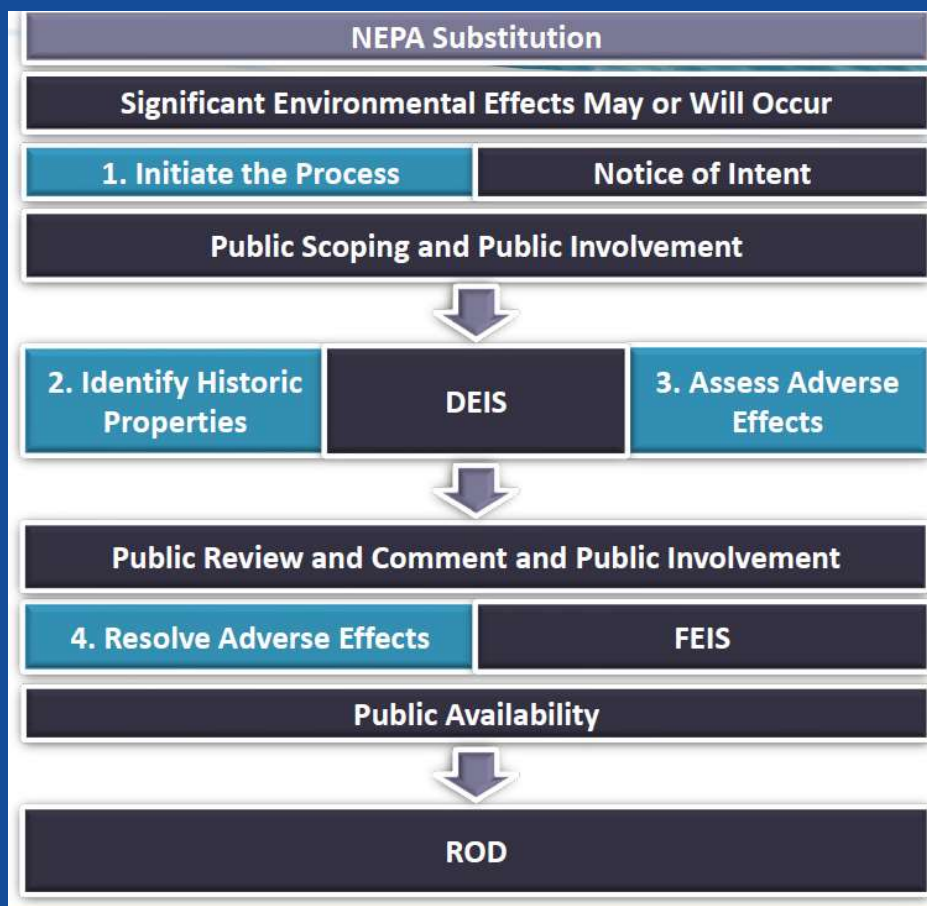 NEPA Substitution
Significant Environmental Effects May or Will Occur
1. Initiate the Process
Notice of Intent
Public Scoping and Public Involvement
2. Identify Historic
Properties
DEIS
3. Assess Adverse
Effects
Public Review and Comment and Public Involvement
4. Resolve Adverse Effects
FEIS
Public Availability
ROD